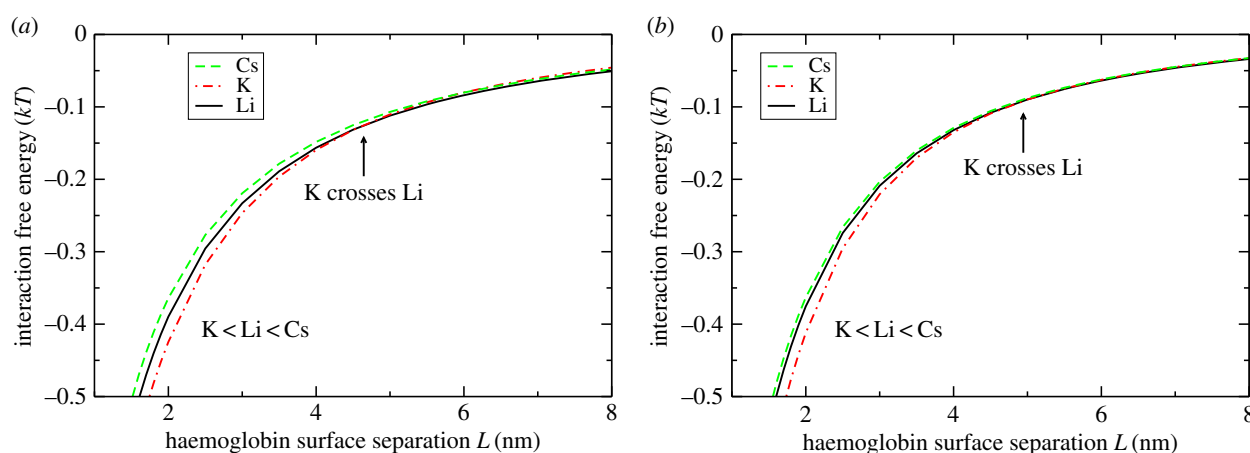 (a)
0
–0.1
–0.2
–0.3
–0.4
–0.5
interaction free energy (kT)
Cs
K
Li
K crosses Li
K < Li < Cs
2
4
6
8
haemoglobin surface separation L (nm)
(b)
0
–0.1
–0.2
–0.3
–0.4
–0.5
interaction free energy (kT)
Cs
K
Li
K crosses Li
K < Li < Cs
2
4
6
8
haemoglobin surface separation L (nm)